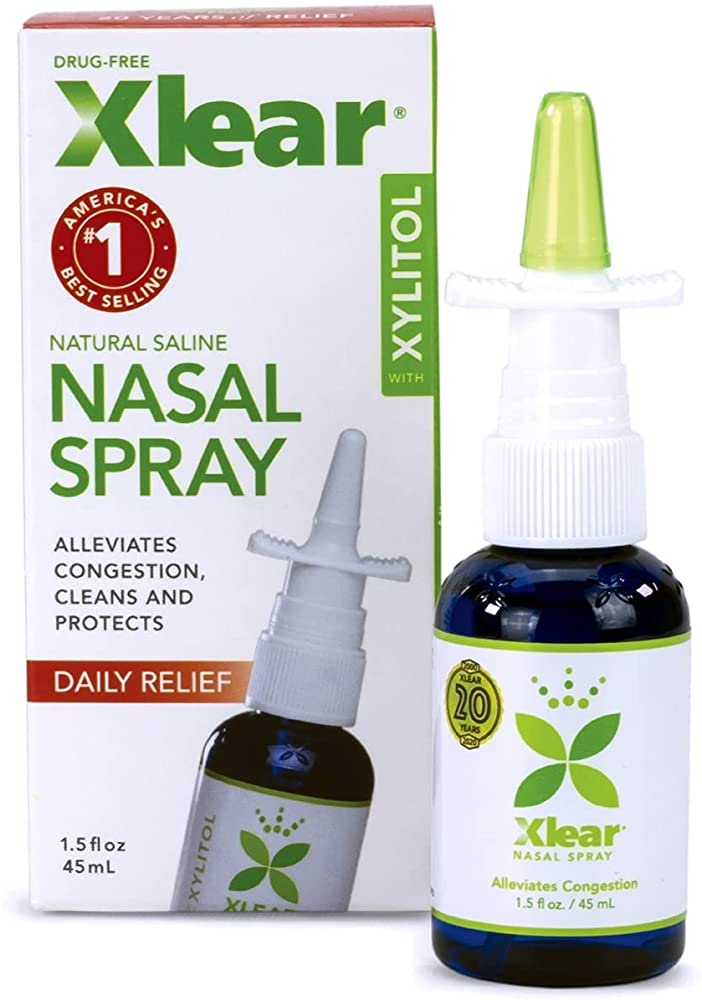 20 YEARS of RELIEF
DRUG-FREE
Xlear®
AMERICA'S
#1
BEST SELLING
WITH XYLITOL
NATURAL SALINE
NASAL
SPRAY
ALLEVIATES
CONGESTION,
CLEANS AND
PROTECTS
DAILY RELIEF
1.5 fl oz
45 mL
XYLITOL
XLEAR
2000
XLEAR
20
YEARS
2020
Xlear®
NASAL SPRAY
Alleviates Congestion
1.5 fl. oz. / 45 mL